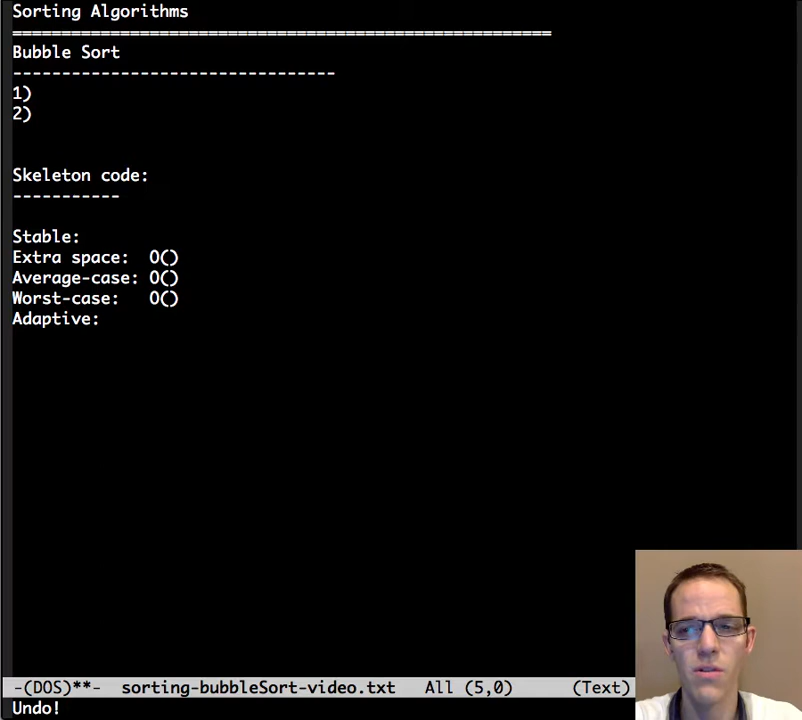 Sorting Algorithms
=======================================================
Bubble Sort
---------------------------------
1)
2)
Skeleton code:
-----------
Stable:
Extra space:  O()
Average-case: O()
Worst-case:   O()
Adaptive:
-(DOS)**-  sorting-bubbleSort-video.txt   All (5,0)      (Text)
Undo!